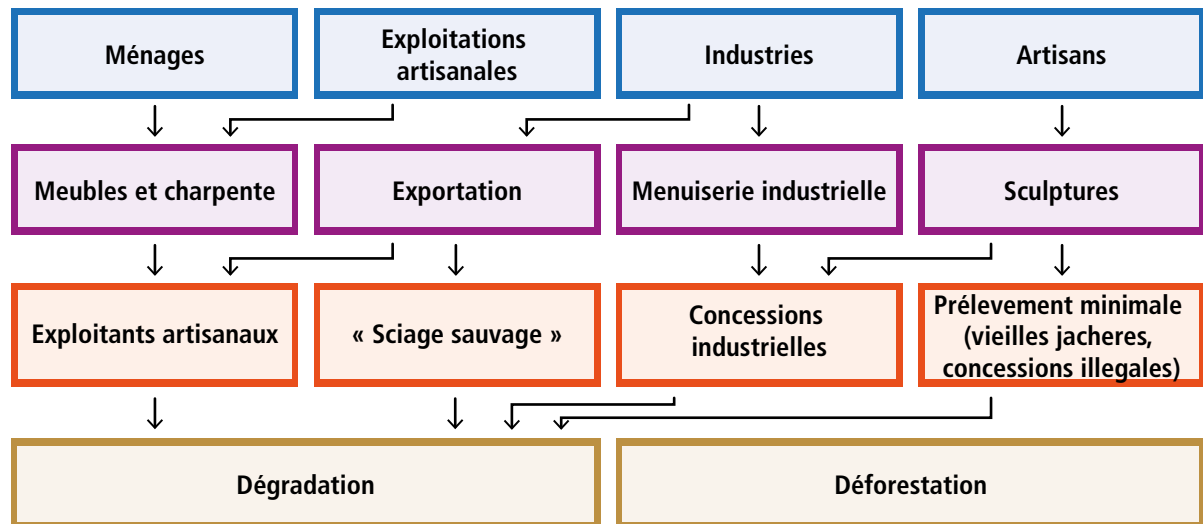 Ménages
Exploitations
artisanales
Industries
Artisans
Meubles et charpente
Exportation
Menuiserie industrielle
Sculptures
Exploitants artisanaux
« Sciage sauvage »
Concessions
industrielles
Prélevement minimale
(vieilles jacheres,
concessions illegales)
Dégradation
Déforestation